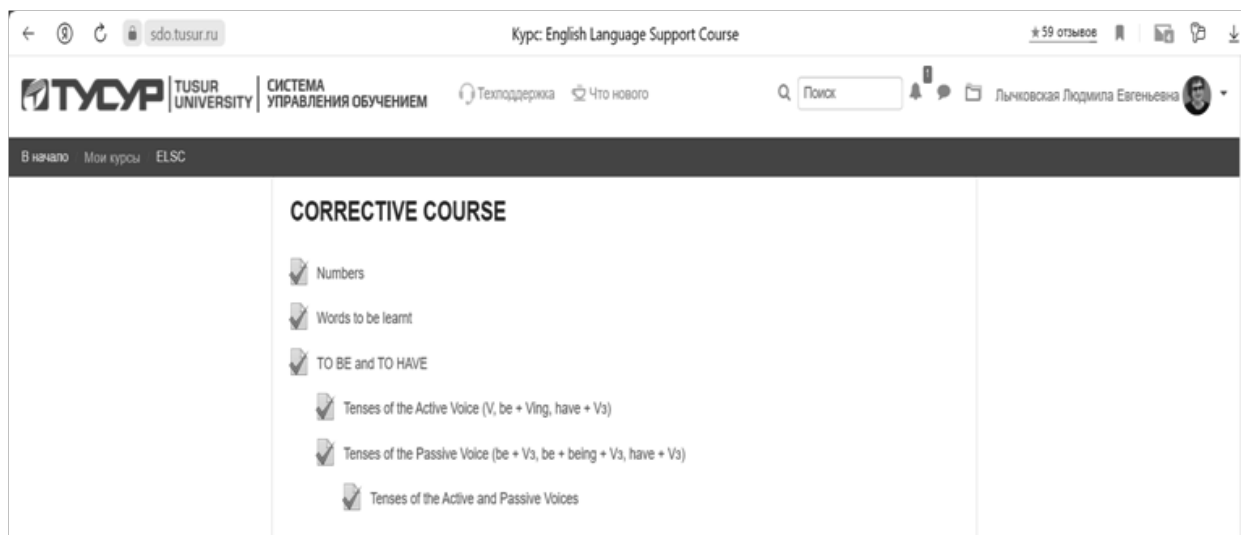 sdo.tusur.ru Курс: English Language Support Course ★ 59 отзывов
ТУСУР TUSUR UNIVERSITY СИСТЕМА УПРАВЛЕНИЯ ОБУЧЕНИЕМ Техподдержка Что нового Поиск 1 Лычковская Людмила Евгеньевна
В начало Мои курсы ELSC
CORRECTIVE COURSE
Numbers
Words to be learnt
TO BE and TO HAVE
Tenses of the Active Voice (V, be + Ving, have + V3)
Tenses of the Passive Voice (be + V3, be + being + V3, have + V3)
Tenses of the Active and Passive Voices